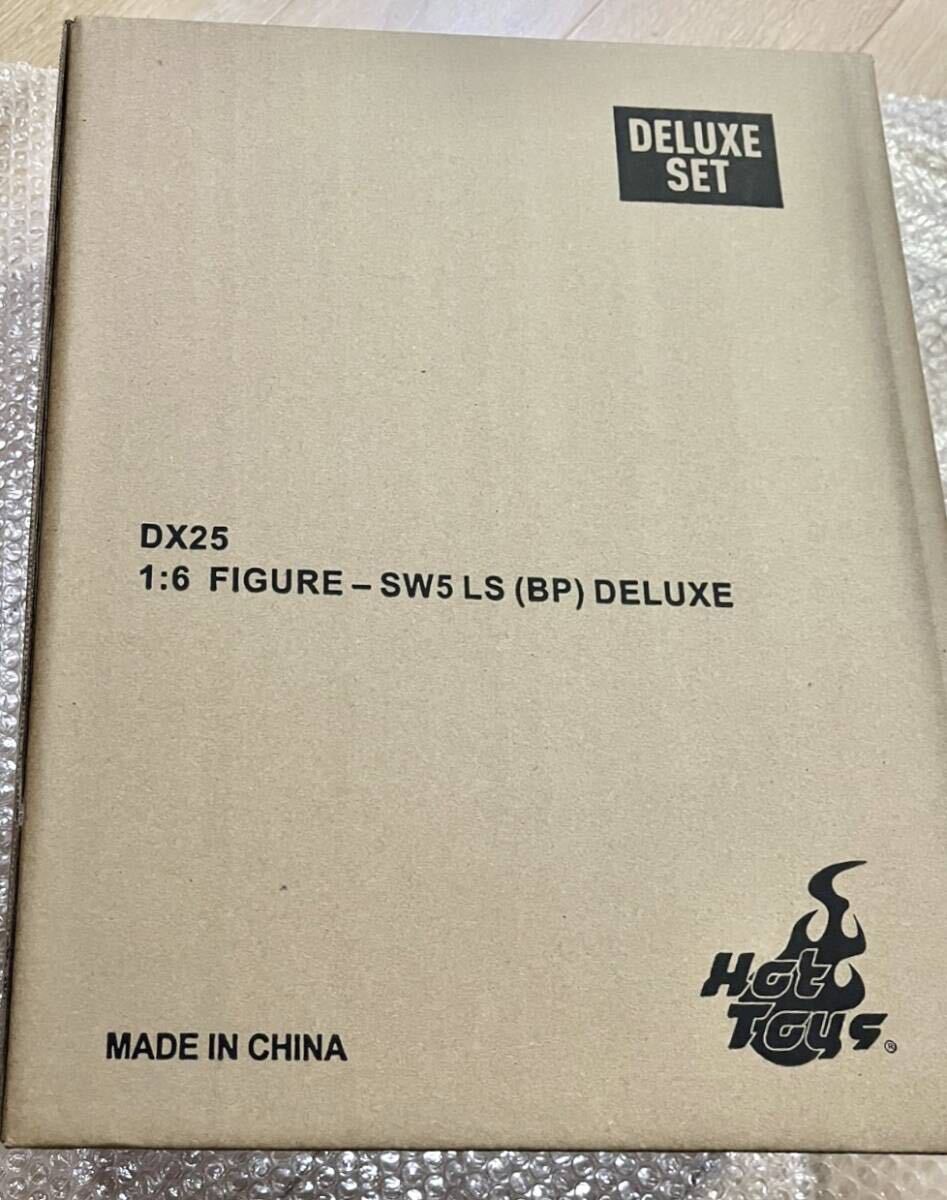 DELUXE
SET
DX25
1:6 FIGURE – SW5 LS (BP) DELUXE
MADE IN CHINA
Hot
Toys ®